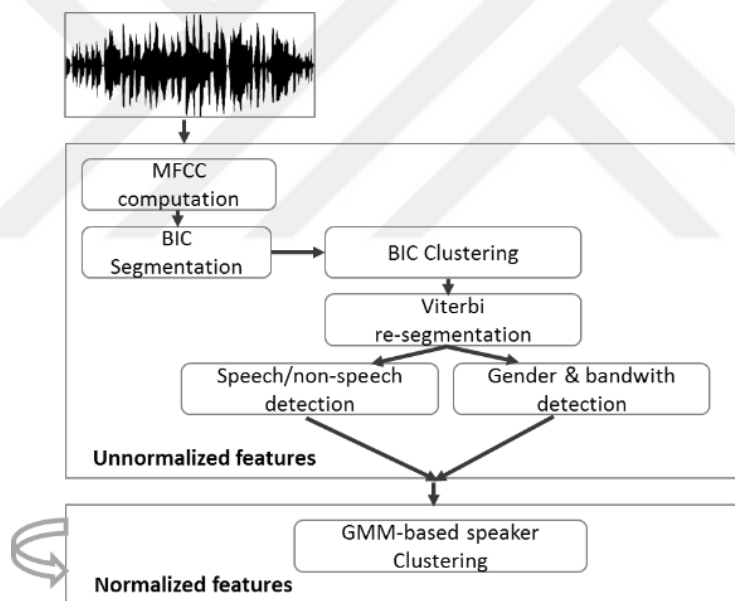 MFCC
computation
BIC
Segmentation
BIC Clustering
Viterbi
re-segmentation
Speech/non-speech
detection
Gender & bandwith
detection
Unnormalized features
GMM-based speaker
Clustering
Normalized features